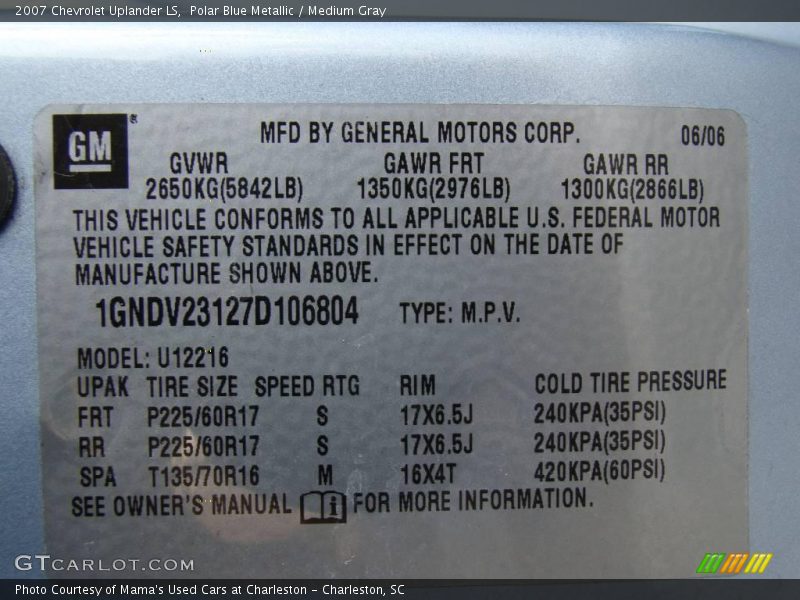 2007 Chevrolet Uplander LS, Polar Blue Metallic / Medium Gray
GM®
MFD BY GENERAL MOTORS CORP. 06/06
GVWR GAWR FRT GAWR RR
2650KG(5842LB) 1350KG(2976LB) 1300KG(2866LB)
THIS VEHICLE CONFORMS TO ALL APPLICABLE U.S. FEDERAL MOTOR
VEHICLE SAFETY STANDARDS IN EFFECT ON THE DATE OF
MANUFACTURE SHOWN ABOVE.
1GNDV23127D106804 TYPE: M.P.V.
MODEL: U12216
UPAK TIRE SIZE SPEED RTG RIM COLD TIRE PRESSURE
FRT P225/60R17 S 17X6.5J 240KPA(35PSI)
RR P225/60R17 S 17X6.5J 240KPA(35PSI)
SPA T135/70R16 M 16X4T 420KPA(60PSI)
SEE OWNER'S MANUAL i FOR MORE INFORMATION.
GTCARLOT.COM
Photo Courtesy of Mama's Used Cars at Charleston - Charleston, SC